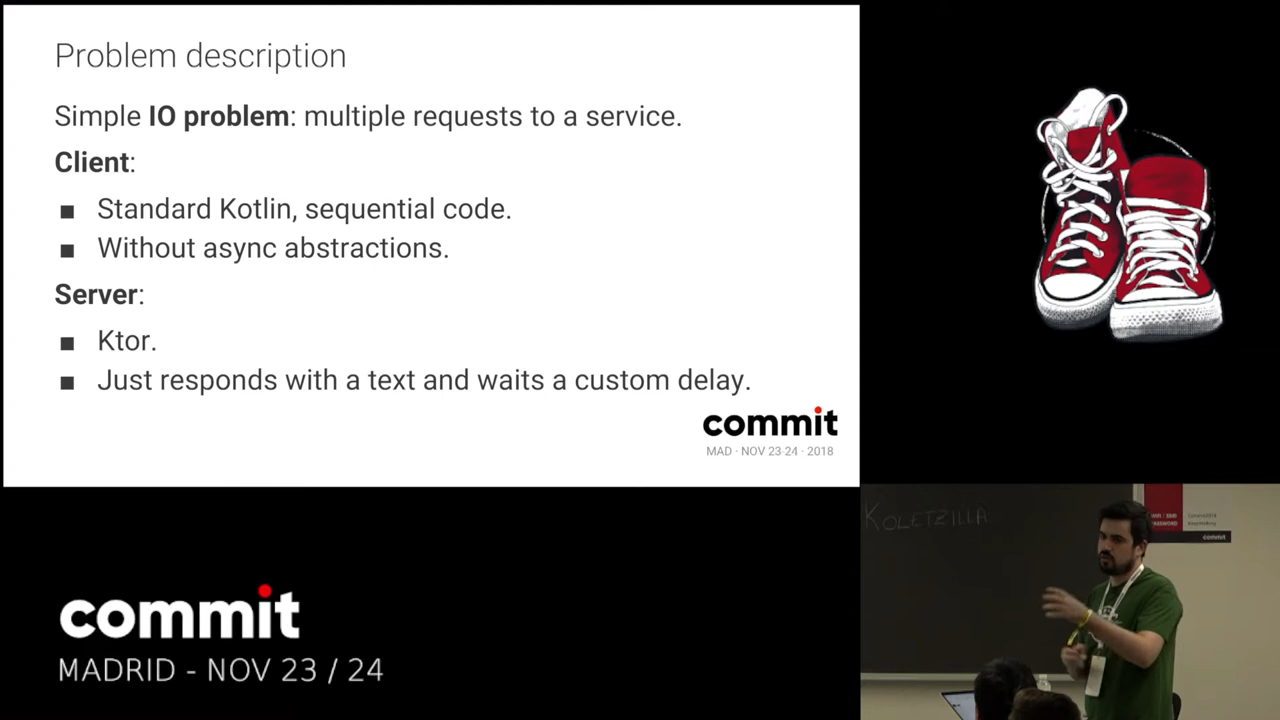 Problem description
Simple IO problem: multiple requests to a service.
Client:
■ Standard Kotlin, sequential code.
■ Without async abstractions.
Server:
■ Ktor.
■ Just responds with a text and waits a custom delay.
commit
MAD · NOV 23-24 · 2018
commit
MADRID - NOV 23 / 24
KOLETZILLA
PASSWORD
commit